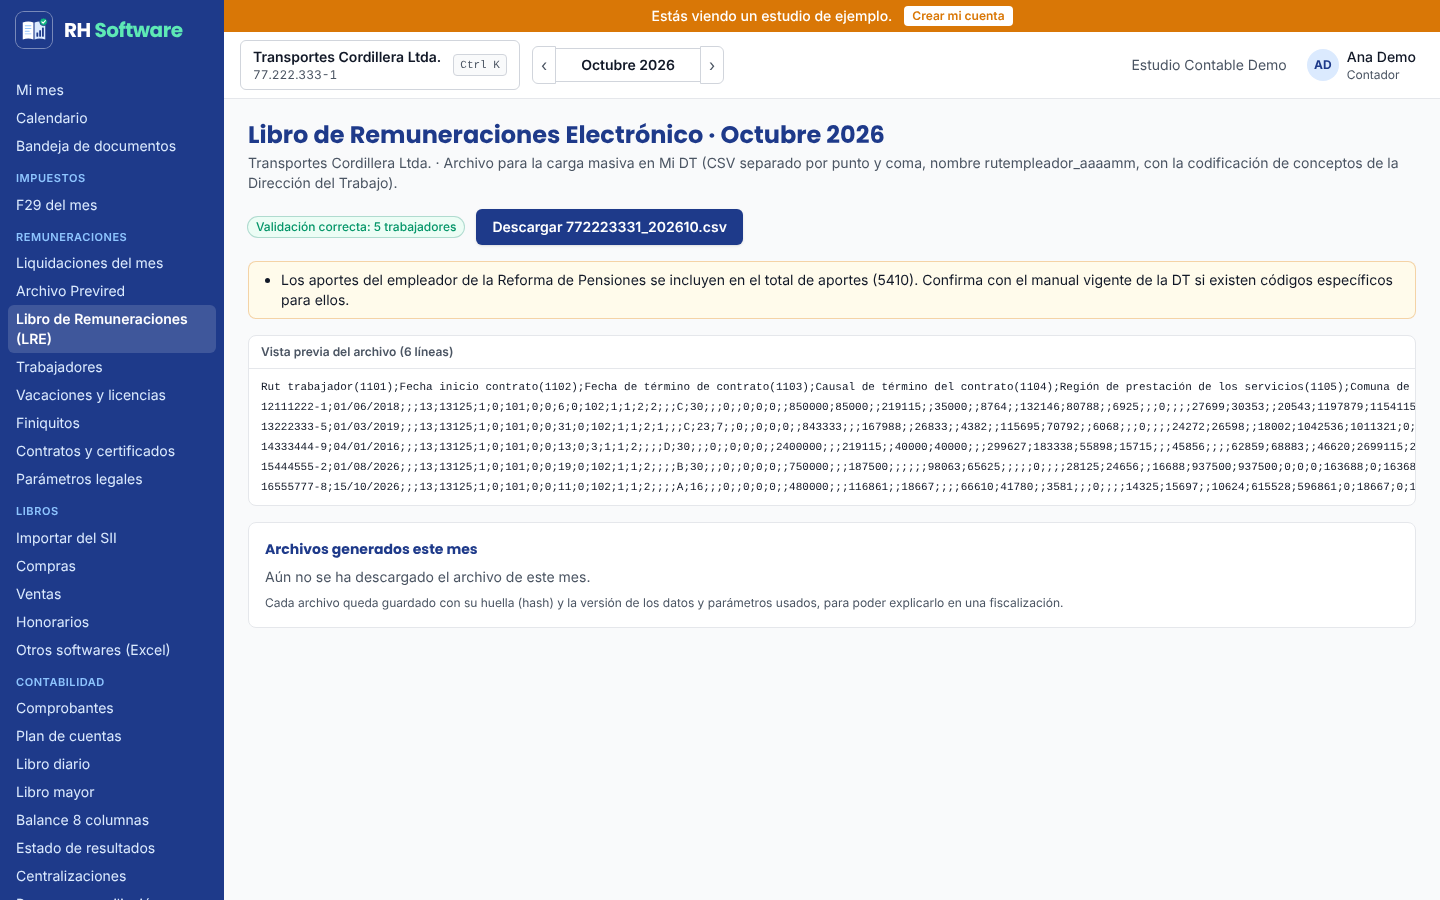 RH Software
Estás viendo un estudio de ejemplo. Crear mi cuenta
Transportes Cordillera Ltda.
77.222.333-1
Ctrl K
‹ Octubre 2026 ›
Estudio Contable Demo
AD
Ana Demo
Contador
Mi mes
Calendario
Bandeja de documentos
IMPUESTOS
F29 del mes
REMUNERACIONES
Liquidaciones del mes
Archivo Previred
Libro de Remuneraciones
(LRE)
Trabajadores
Vacaciones y licencias
Finiquitos
Contratos y certificados
Parámetros legales
LIBROS
Importar del SII
Compras
Ventas
Honorarios
Otros softwares (Excel)
CONTABILIDAD
Comprobantes
Plan de cuentas
Libro diario
Libro mayor
Balance 8 columnas
Estado de resultados
Centralizaciones
Libro de Remuneraciones Electrónico · Octubre 2026
Transportes Cordillera Ltda. · Archivo para la carga masiva en Mi DT (CSV separado por punto y coma, nombre rutempleador_aaaamm, con la codificación de conceptos de la
Dirección del Trabajo).
Validación correcta: 5 trabajadores
Descargar 772223331_202610.csv
• Los aportes del empleador de la Reforma de Pensiones se incluyen en el total de aportes (5410). Confirma con el manual vigente de la DT si existen códigos específicos
para ellos.
Vista previa del archivo (6 líneas)
Rut trabajador(1101);Fecha inicio contrato(1102);Fecha de término de contrato(1103);Causal de término del contrato(1104);Región de prestación de los servicios(1105);Comuna de
12111222-1;01/06/2018;;;13;13125;1;0;101;0;0;6;0;102;1;1;2;2;;;C;30;;;0;;0;0;0;;850000;85000;;219115;;35000;;8764;;132146;80788;;6925;;;0;;;;27699;30353;;20543;1197879;1154115
13222333-5;01/03/2019;;;13;13125;1;0;101;0;0;31;0;102;1;1;2;1;;;C;23;7;;0;;0;0;0;;843333;;;167988;;26833;;4382;;115695;70792;;6068;;;0;;;;24272;26598;;18002;1042536;1011321;0;
14333444-9;04/01/2016;;;13;13125;1;0;101;0;0;13;0;3;1;1;2;;;;D;30;;;0;;0;0;0;;2400000;;;219115;;40000;40000;;;299627;183338;55898;15715;;;45856;;;;62859;68883;;46620;2699115;2
15444555-2;01/08/2026;;;13;13125;1;0;101;0;0;19;0;102;1;1;2;;;;B;30;;;0;;0;0;0;;750000;;;187500;;;;;;98063;65625;;;;;0;;;;28125;24656;;16688;937500;937500;0;0;0;163688;0;16368
16555777-8;15/10/2026;;;13;13125;1;0;101;0;0;11;0;102;1;1;2;;;;A;16;;;0;;0;0;0;;480000;;;116861;;18667;;;;66610;41780;;3581;;;0;;;;14325;15697;;10624;615528;596861;0;18667;0;1
Archivos generados este mes
Aún no se ha descargado el archivo de este mes.
Cada archivo queda guardado con su huella (hash) y la versión de los datos y parámetros usados, para poder explicarlo en una fiscalización.